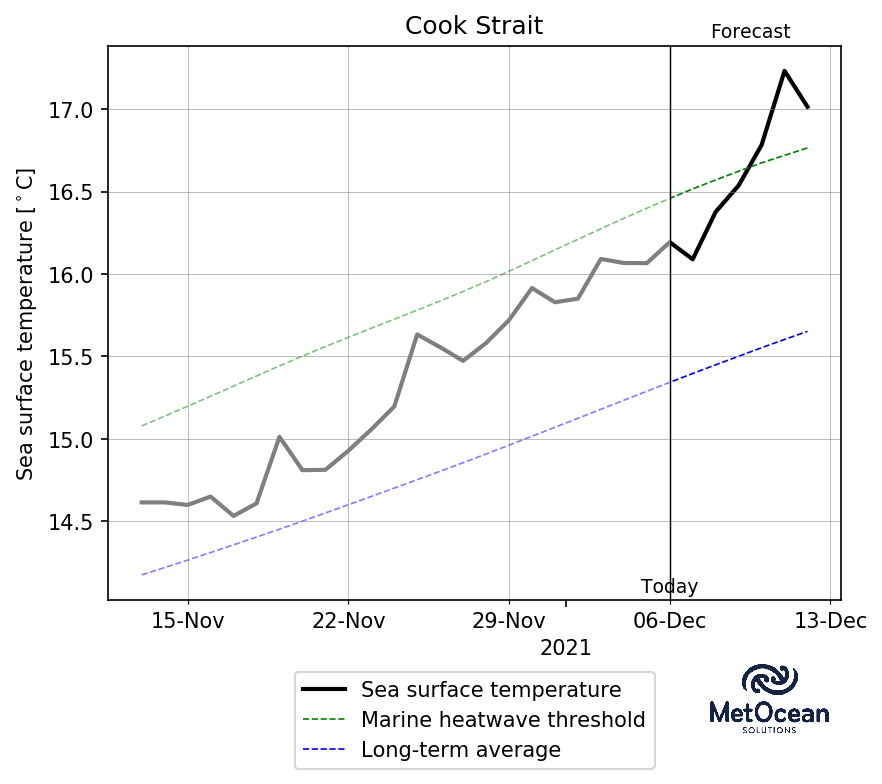 Cook Strait
Forecast
Sea surface temperature [°C]
17.0
16.5
16.0
15.5
15.0
14.5
Today
15-Nov 22-Nov 29-Nov 06-Dec 13-Dec
2021
Sea surface temperature
Marine heatwave threshold
Long-term average
MetOcean
SOLUTIONS